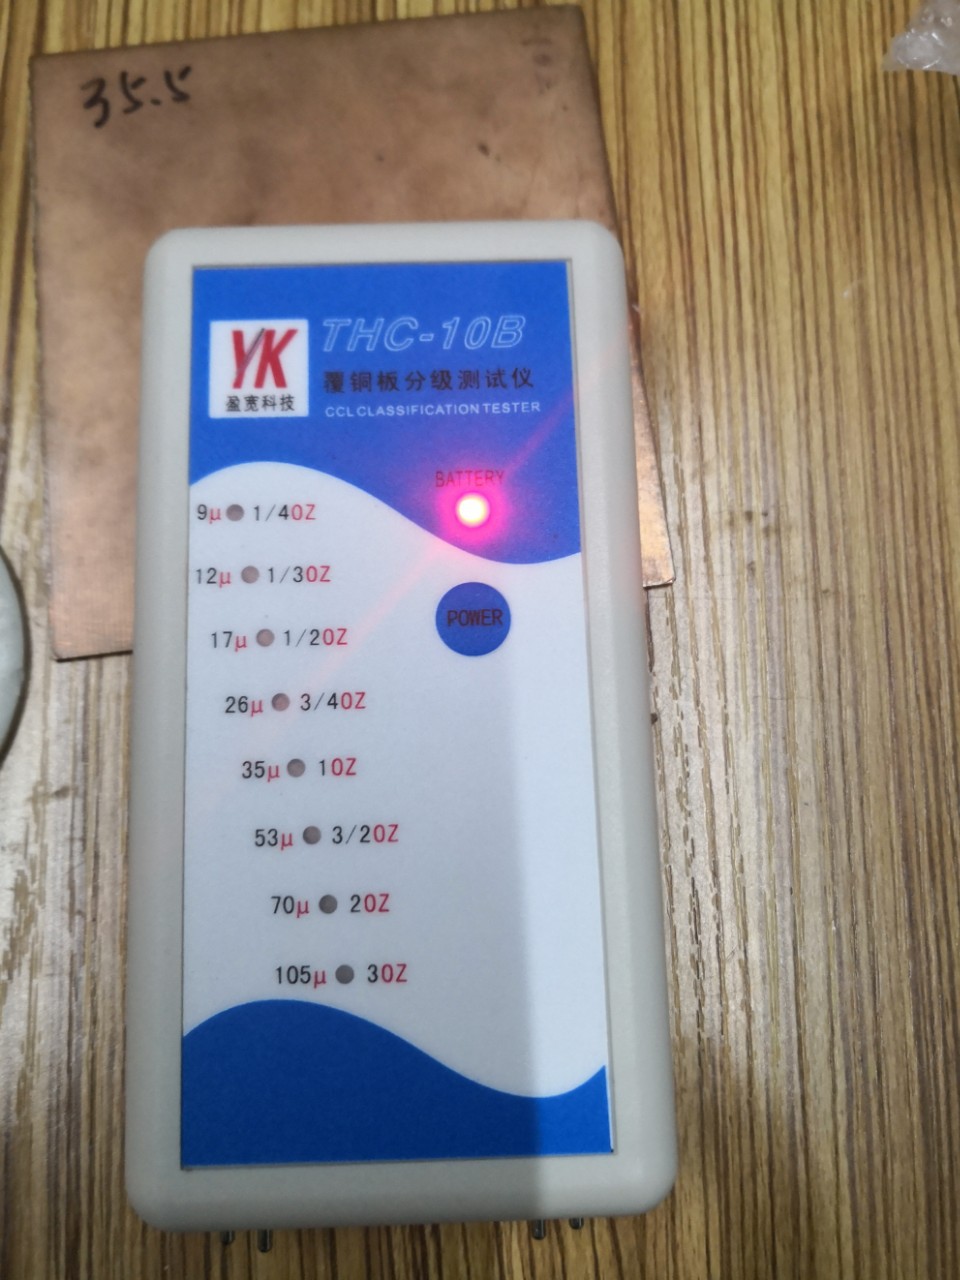 35.5
YK
盈宽科技
THC-10B
覆铜板分级测试仪
CCL CLASSIFICATION TESTER
BATTERY
9μ 1/4OZ
12μ 1/3OZ
POWER
17μ 1/2OZ
26μ 3/4OZ
35μ 1OZ
53μ 3/2OZ
70μ 2OZ
105μ 3OZ